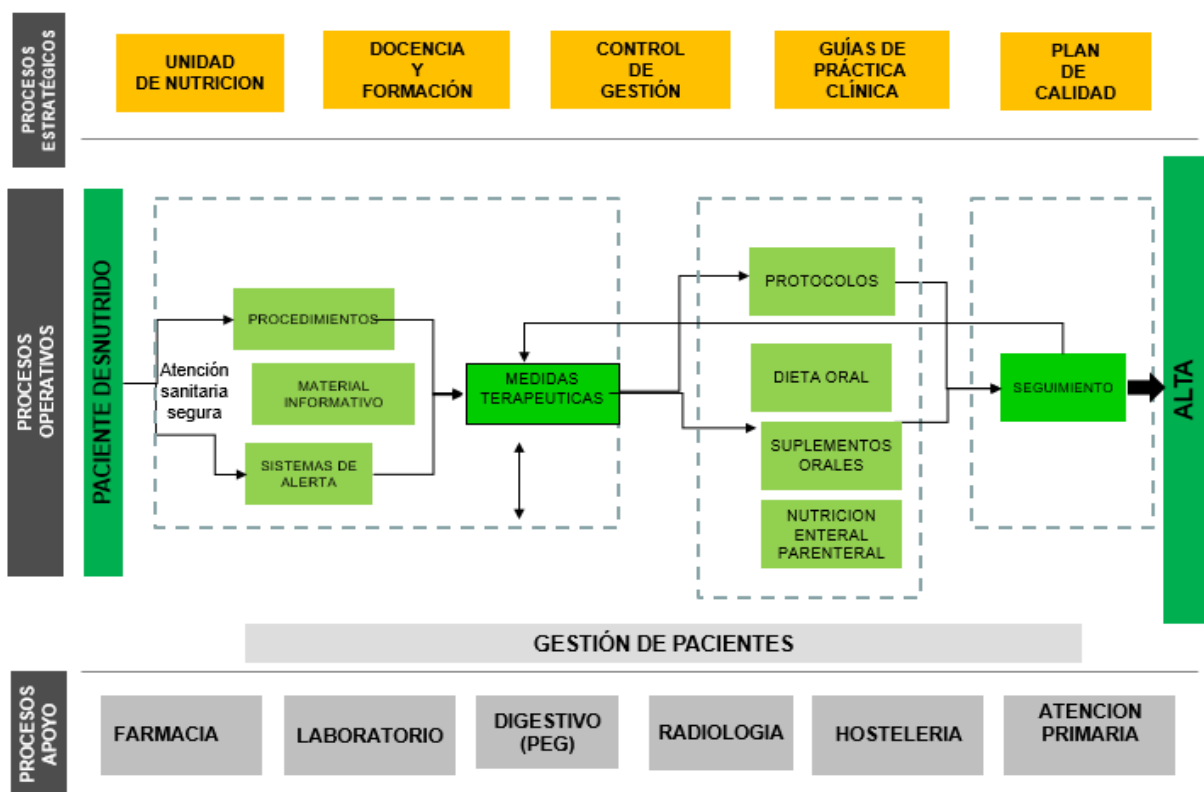 PROCESOS
ESTRATÉGICOS
UNIDAD
DE NUTRICION
DOCENCIA
Y
FORMACIÓN
CONTROL
DE
GESTIÓN
GUÍAS DE
PRÁCTICA
CLÍNICA
PLAN
DE
CALIDAD
PROCESOS
OPERATIVOS
PACIENTE DESNUTRIDO
Atención
sanitaria
segura
PROCEDIMIENTOS
MATERIAL
INFORMATIVO
SISTEMAS DE
ALERTA
MEDIDAS
TERAPEUTICAS
PROTOCOLOS
DIETA ORAL
SUPLEMENTOS
ORALES
NUTRICION
ENTERAL
PARENTERAL
SEGUIMIENTO
ALTA
GESTIÓN DE PACIENTES
PROCESOS
APOYO
FARMACIA
LABORATORIO
DIGESTIVO
(PEG)
RADIOLOGIA
HOSTELERIA
ATENCION
PRIMARIA